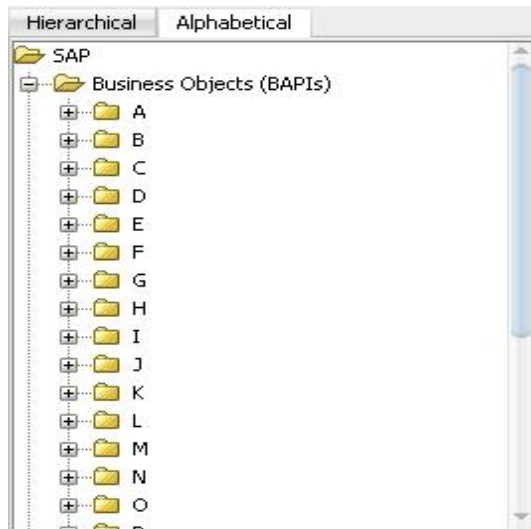 Hierarchical Alphabetical
SAP
Business Objects (BAPIs)
A
B
C
D
E
F
G
H
I
J
K
L
M
N
O